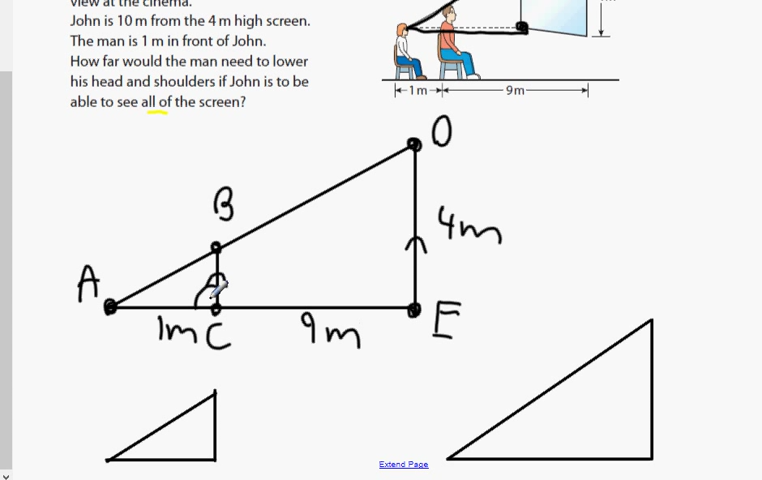 view at the cinema.
John is 10 m from the 4 m high screen.
The man is 1 m in front of John.
How far would the man need to lower
his head and shoulders if John is to be
able to see all of the screen?
1 m
9 m
O
B
4m
A
1m C
9m
E
Extend Page